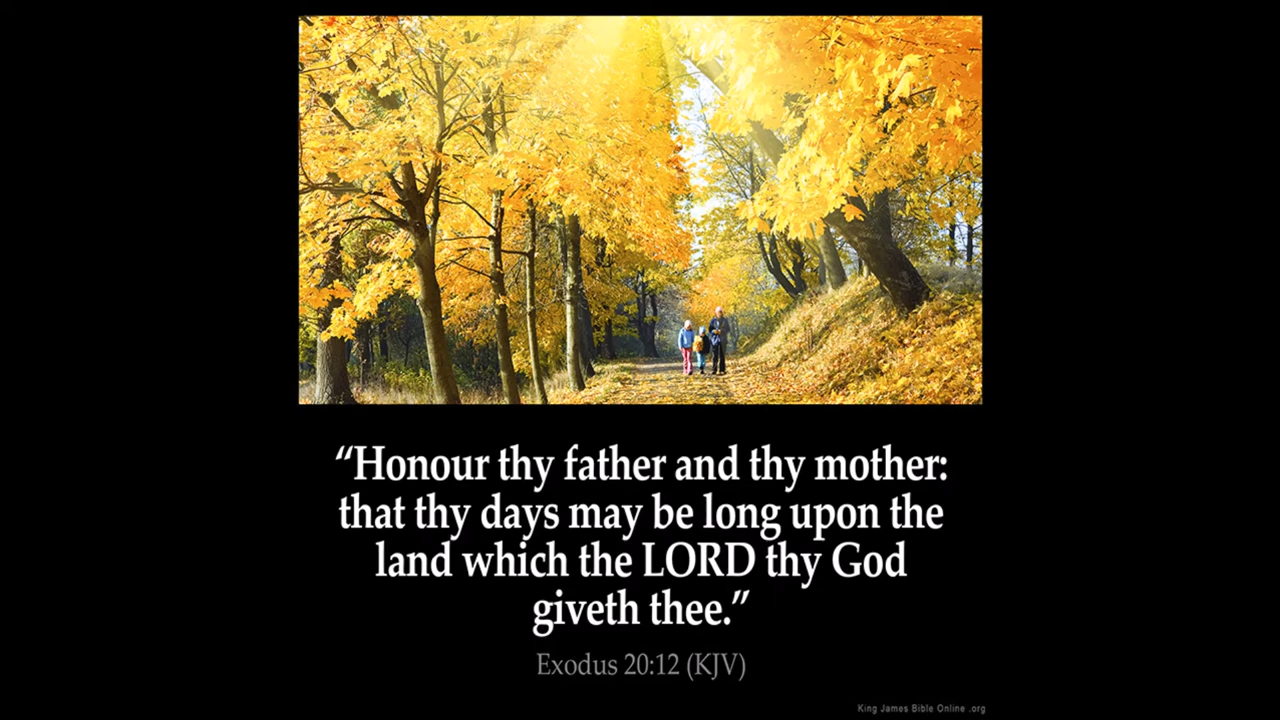 “Honour thy father and thy mother:
that thy days may be long upon the
land which the LORD thy God
giveth thee.”
Exodus 20:12 (KJV)
King James Bible Online .org